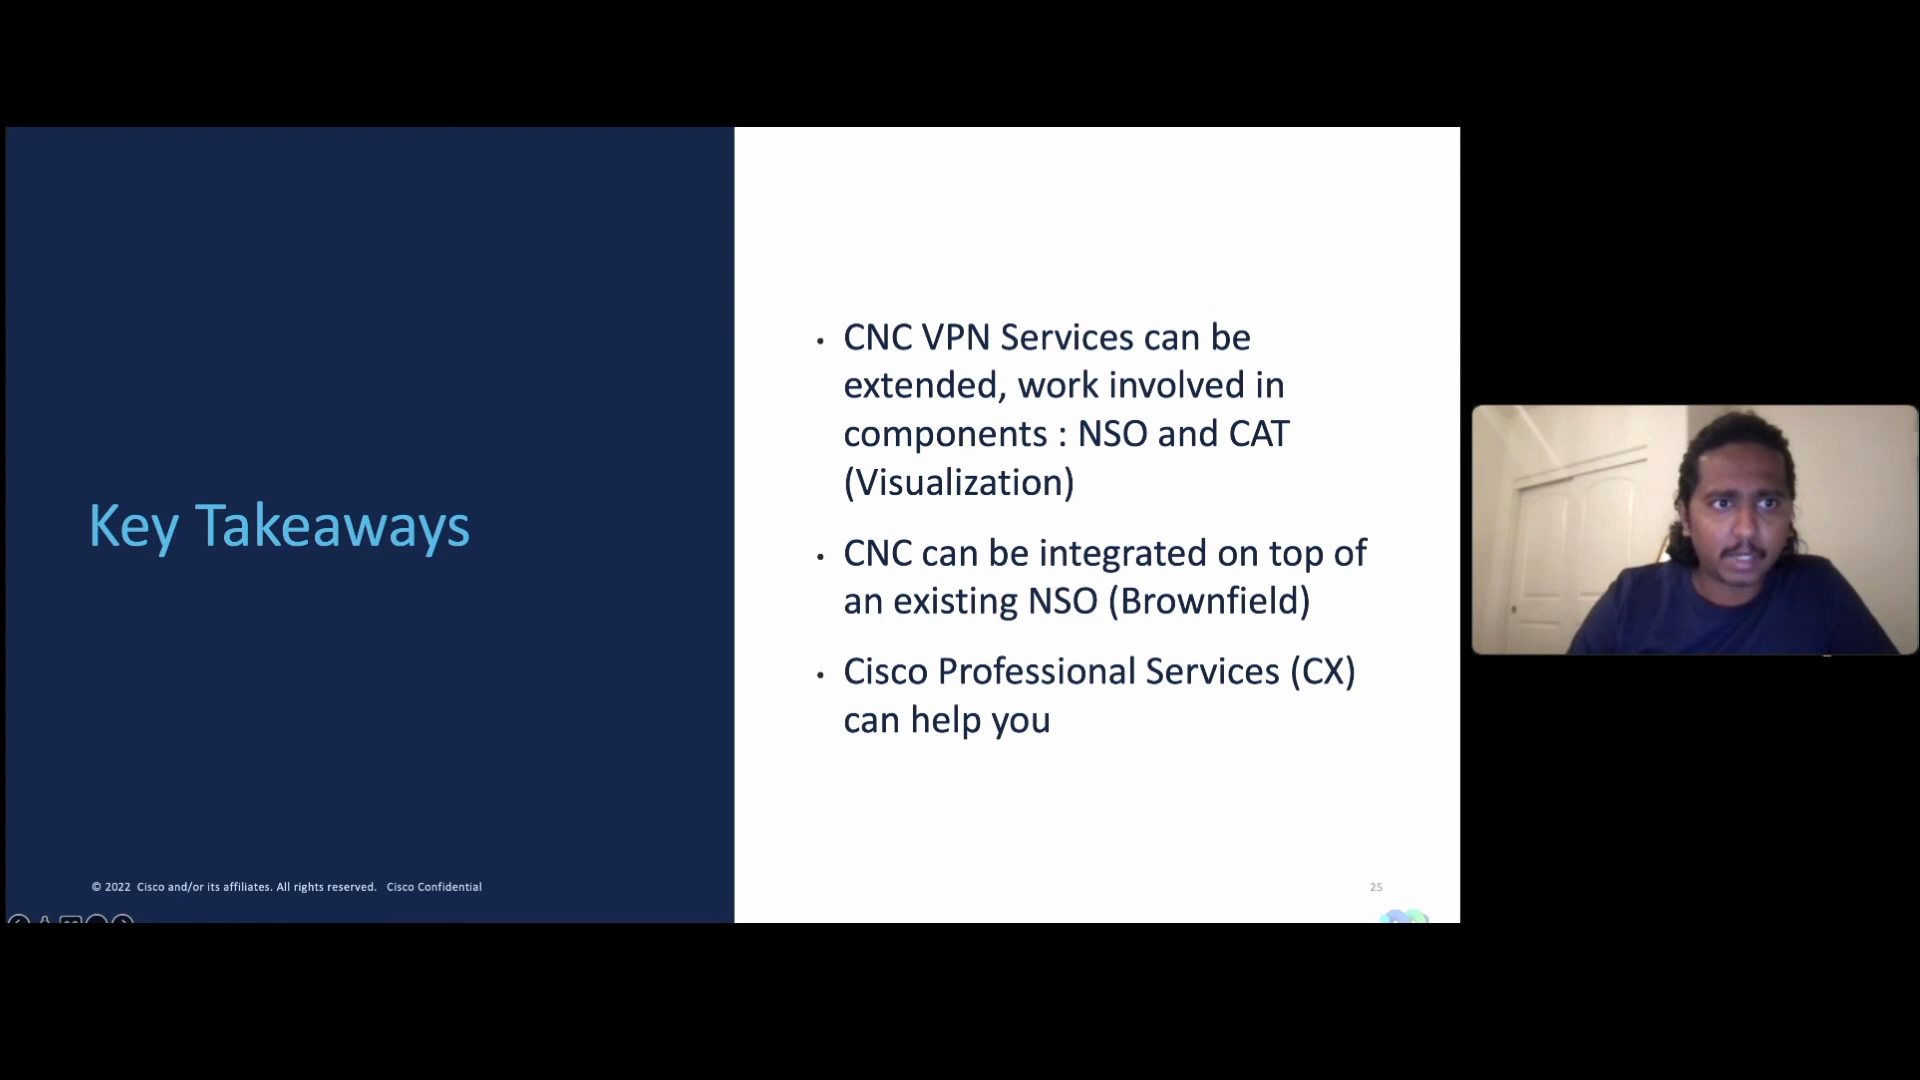 Key Takeaways
• CNC VPN Services can be
extended, work involved in
components : NSO and CAT
(Visualization)
• CNC can be integrated on top of
an existing NSO (Brownfield)
• Cisco Professional Services (CX)
can help you
© 2022 Cisco and/or its affiliates. All rights reserved. Cisco Confidential
25